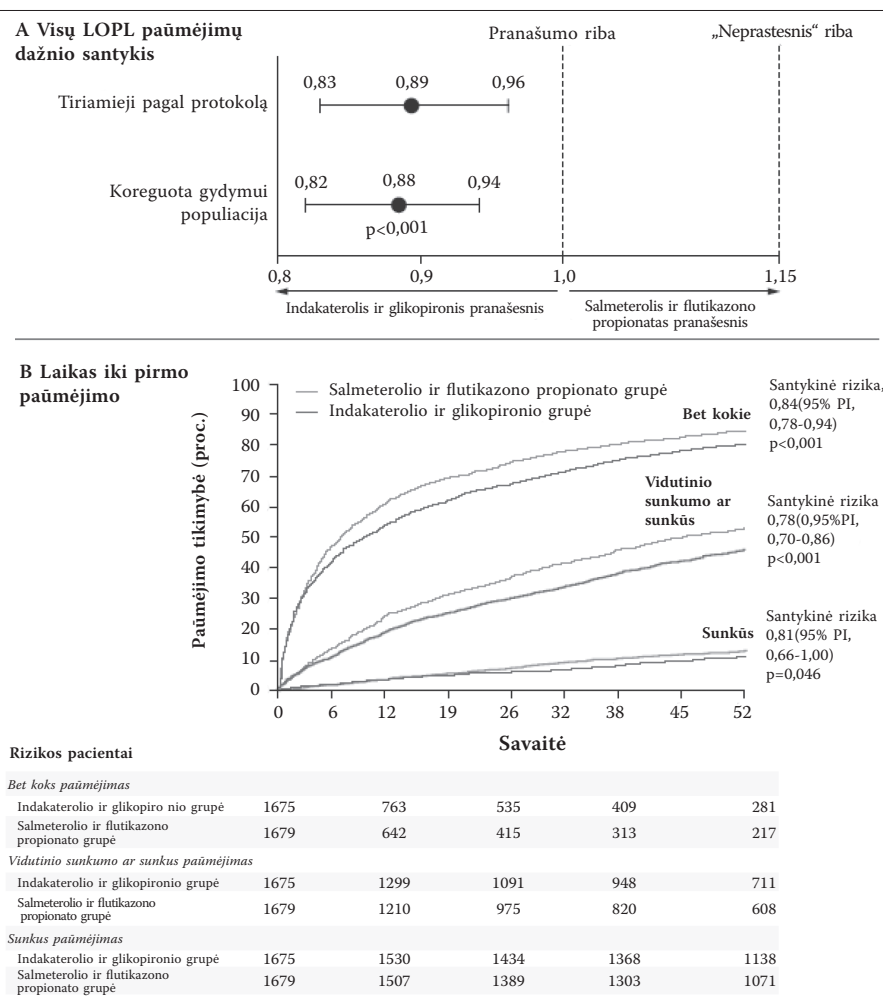 A Visų LOPL paūmėjimų
dažnio santykis
Pranašumo riba
„Neprastesnis“ riba
Tiriamieji pagal protokolą
0,83 0,89 0,96
Koreguota gydymui
populiacija
0,82 0,88 0,94
p<0,001
0,8 0,9 1,0 1,15
Indakaterolis ir glikopironis pranašesnis
Salmeterolis ir flutikazono
propionatas pranašesnis
B Laikas iki pirmo
paūmėjimo
Paūmėjimo tikimybė (proc.)
100
90
80
70
60
50
40
30
20
10
0
Salmeterolio ir flutikazono propionato grupė
Indakaterolio ir glikopironio grupė
Bet kokie
Santykinė rizika,
0,84(95% PI,
0,78-0,94)
p<0,001
Vidutinio
sunkumo ar
sunkūs
Santykinė rizika
0,78(0,95%PI,
0,70-0,86)
p<0,001
Sunkūs
Santykinė rizika
0,81(95% PI,
0,66-1,00)
p=0,046
0 6 12 19 26 32 38 45 52
Savaitė
Rizikos pacientai
Bet koks paūmėjimas
Indakaterolio ir glikopiro nio grupė 1675 763 535 409 281
Salmeterolio ir flutikazono
propionato grupė 1679 642 415 313 217
Vidutinio sunkumo ar sunkus paūmėjimas
Indakaterolio ir glikopironio grupė 1675 1299 1091 948 711
Salmeterolio ir flutikazono
propionato grupė 1679 1210 975 820 608
Sunkus paūmėjimas
Indakaterolio ir glikopironio grupė 1675 1530 1434 1368 1138
Salmeterolio ir flutikazono
propionato grupė 1679 1507 1389 1303 1071